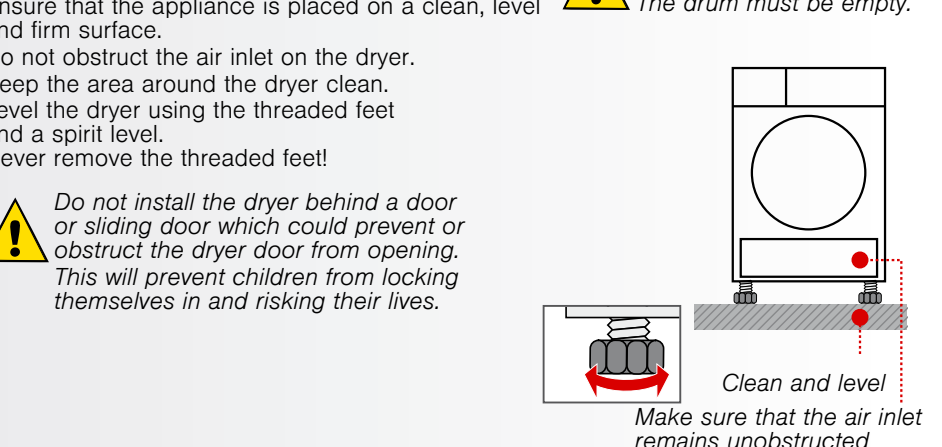 nsure that the appliance is placed on a clean, level
nd firm surface.
o not obstruct the air inlet on the dryer.
eep the area around the dryer clean.
evel the dryer using the threaded feet
nd a spirit level.
ever remove the threaded feet!
Do not install the dryer behind a door
or sliding door which could prevent or
obstruct the dryer door from opening.
This will prevent children from locking
themselves in and risking their lives.
The drum must be empty.
Clean and level
Make sure that the air inlet
remains unobstructed